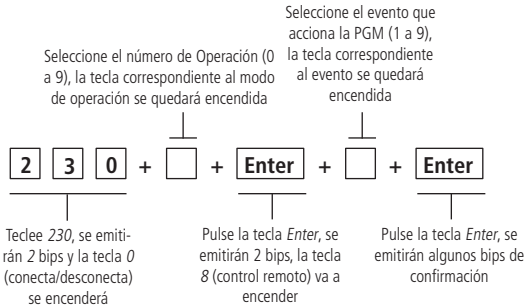 Seleccione el evento que
acciona la PGM (1 a 9),
la tecla correspondiente
al evento se quedará
encendida
Seleccione el número de Operación (0
a 9), la tecla correspondiente al modo
de operación se quedará encendida
2 3 0 + + Enter + + Enter
Teclee 230, se emiti-
rán 2 bips y la tecla 0
(conecta/desconecta)
se encenderá
Pulse la tecla Enter, se
emitirán 2 bips, la tecla
8 (control remoto) va a
encender
Pulse la tecla Enter, se
emitirán algunos bips de
confirmación